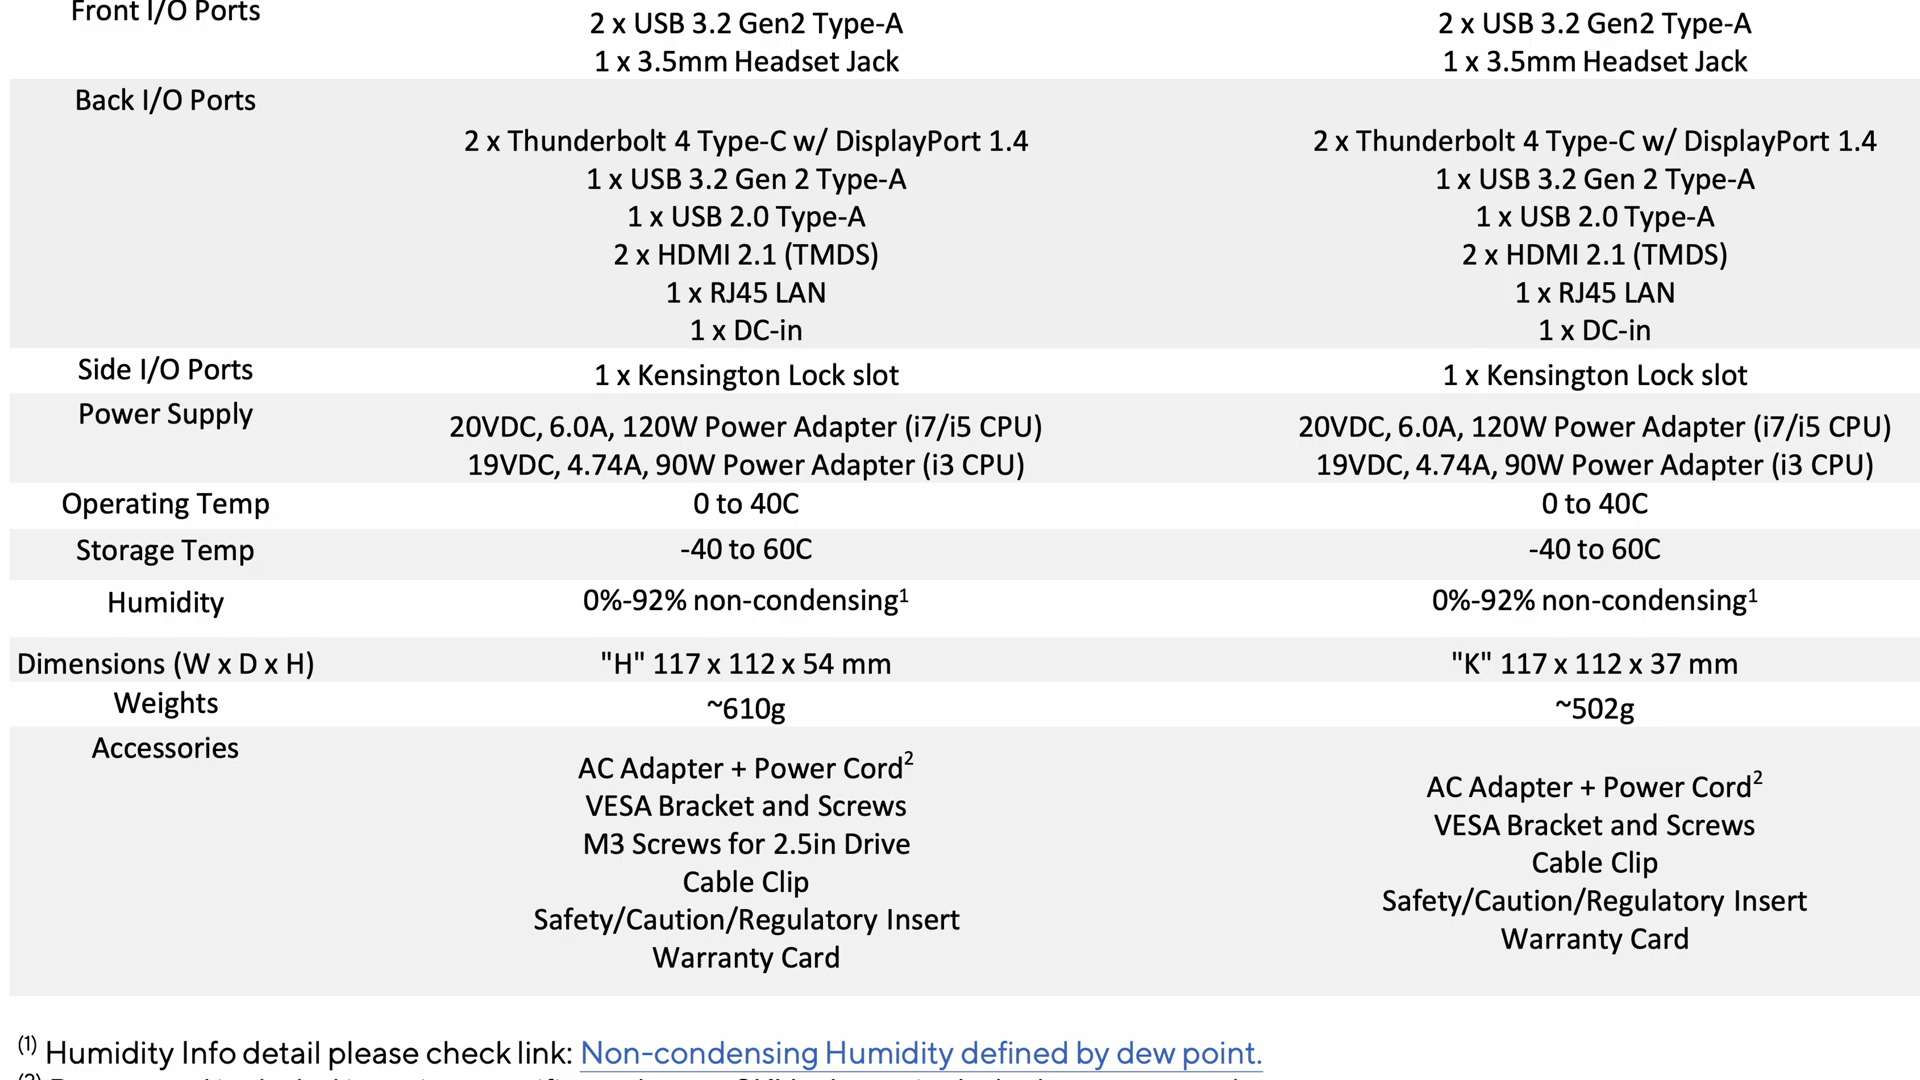 Front I/O Ports
2 x USB 3.2 Gen2 Type-A
2 x USB 3.2 Gen2 Type-A
1 x 3.5mm Headset Jack
1 x 3.5mm Headset Jack
Back I/O Ports
2 x Thunderbolt 4 Type-C w/ DisplayPort 1.4
1 x USB 3.2 Gen 2 Type-A
1 x USB 2.0 Type-A
2 x HDMI 2.1 (TMDS)
1 x RJ45 LAN
1 x DC-in
2 x Thunderbolt 4 Type-C w/ DisplayPort 1.4
1 x USB 3.2 Gen 2 Type-A
1 x USB 2.0 Type-A
2 x HDMI 2.1 (TMDS)
1 x RJ45 LAN
1 x DC-in
Side I/O Ports
1 x Kensington Lock slot
1 x Kensington Lock slot
Power Supply
20VDC, 6.0A, 120W Power Adapter (i7/i5 CPU)
19VDC, 4.74A, 90W Power Adapter (i3 CPU)
20VDC, 6.0A, 120W Power Adapter (i7/i5 CPU)
19VDC, 4.74A, 90W Power Adapter (i3 CPU)
Operating Temp
0 to 40C
0 to 40C
Storage Temp
-40 to 60C
-40 to 60C
Humidity
0%-92% non-condensing¹
0%-92% non-condensing¹
Dimensions (W x D x H)
"H" 117 x 112 x 54 mm
"K" 117 x 112 x 37 mm
Weights
~610g
~502g
Accessories
AC Adapter + Power Cord²
VESA Bracket and Screws
M3 Screws for 2.5in Drive
Cable Clip
Safety/Caution/Regulatory Insert
Warranty Card
AC Adapter + Power Cord²
VESA Bracket and Screws
Cable Clip
Safety/Caution/Regulatory Insert
Warranty Card
(1) Humidity Info detail please check link: Non-condensing Humidity defined by dew point.